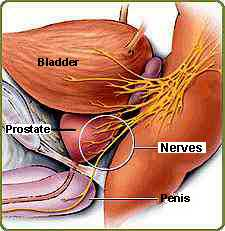 Bladder
Prostate
Nerves
Penis